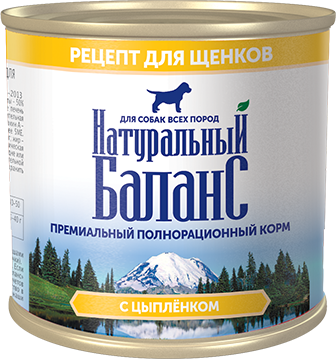 РЕЦЕПТ ДЛЯ ЩЕНКОВ
ДЛЯ СОБАК ВСЕХ ПОРОД
НАТУРАЛЬНЫЙ
БАЛАНС
ПРЕМИАЛЬНЫЙ ПОЛНОРАЦИОННЫЙ КОРМ
С ЦЫПЛЁНКОМ